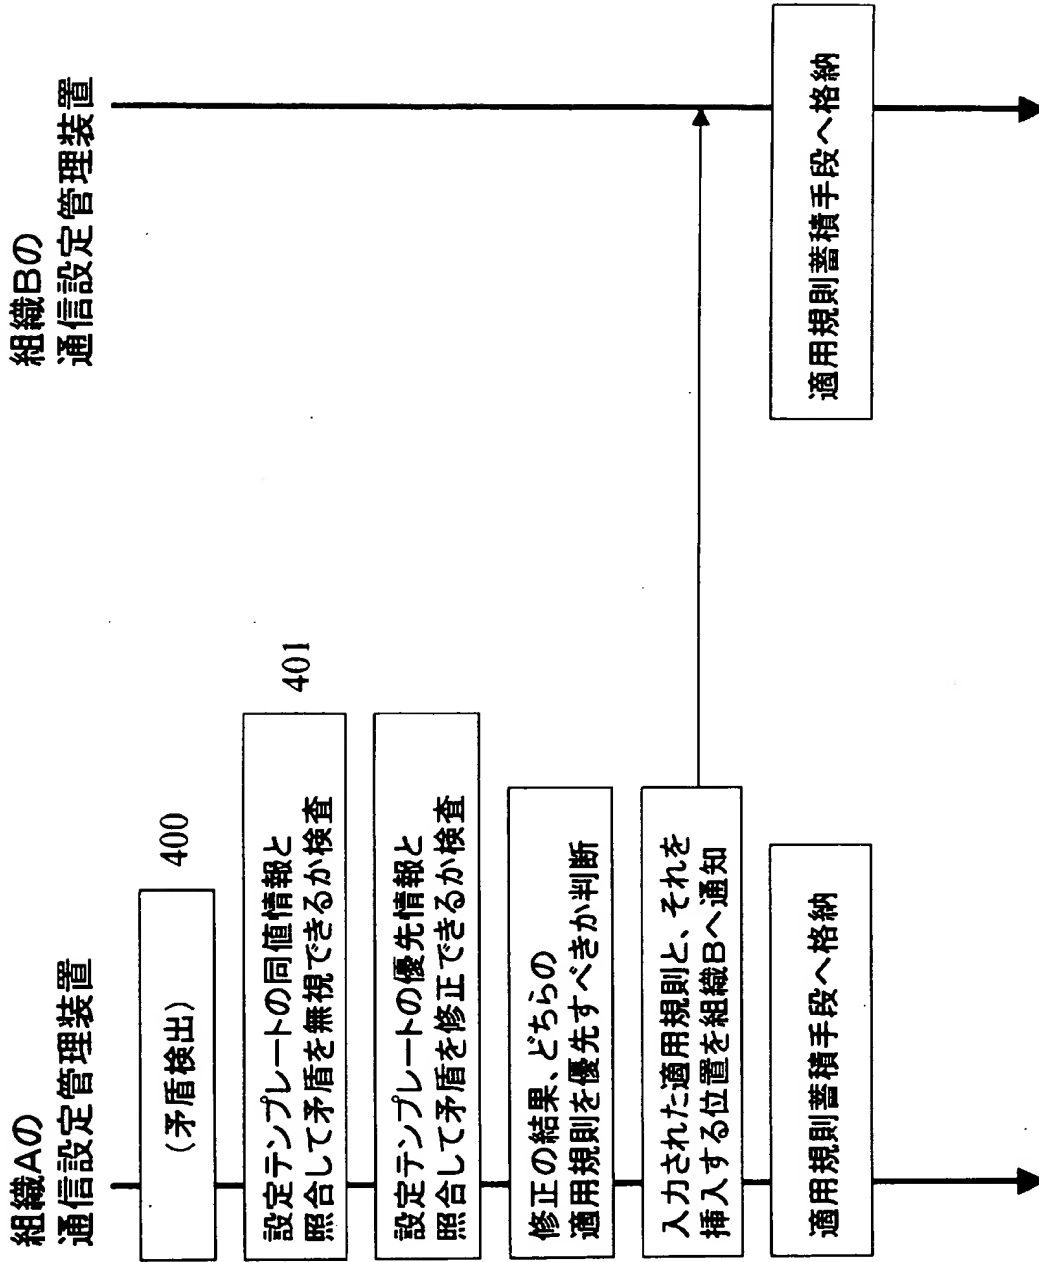 組織Aの
通信設定管理装置
組織Bの
通信設定管理装置
（矛盾検出）
400
設定テンプレートの同値情報と
照合して矛盾を無視できるか検査
401
設定テンプレートの優先情報と
照合して矛盾を修正できるか検査
修正の結果、どちらの
適用規則を優先すべきか判断
入力された適用規則と、それを
挿入する位置を組織Bへ通知
適用規則蓄積手段へ格納
適用規則蓄積手段へ格納